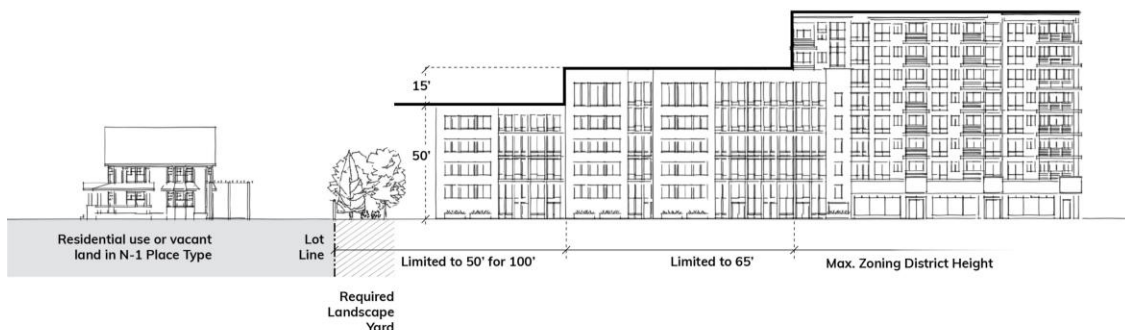 15'
50'
Residential use or vacant
land in N-1 Place Type
Lot
Line
Limited to 50' for 100'
Limited to 65'
Max. Zoning District Height
Required
Landscape
Yard